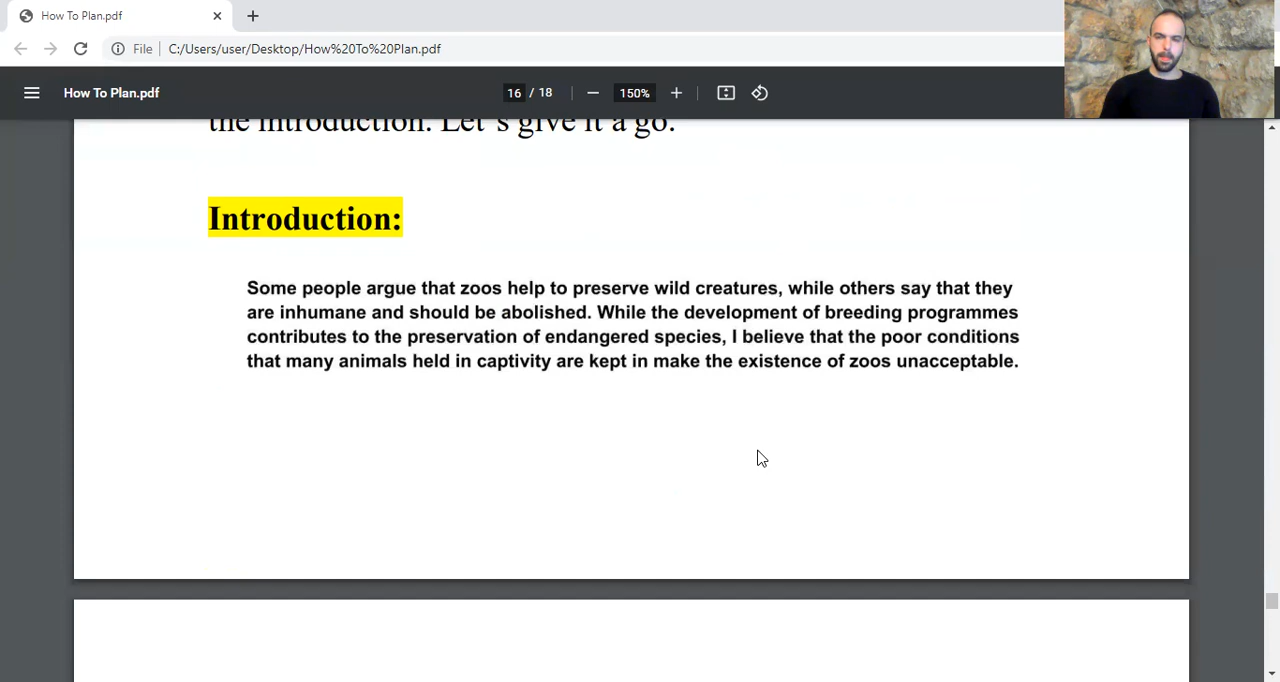 How To Plan.pdf
File
C:/Users/user/Desktop/How%20To%20Plan.pdf
How To Plan.pdf
16 / 18
150%
the introduction. Let's give it a go.
Introduction:
Some people argue that zoos help to preserve wild creatures, while others say that they
are inhumane and should be abolished. While the development of breeding programmes
contributes to the preservation of endangered species, I believe that the poor conditions
that many animals held in captivity are kept in make the existence of zoos unacceptable.